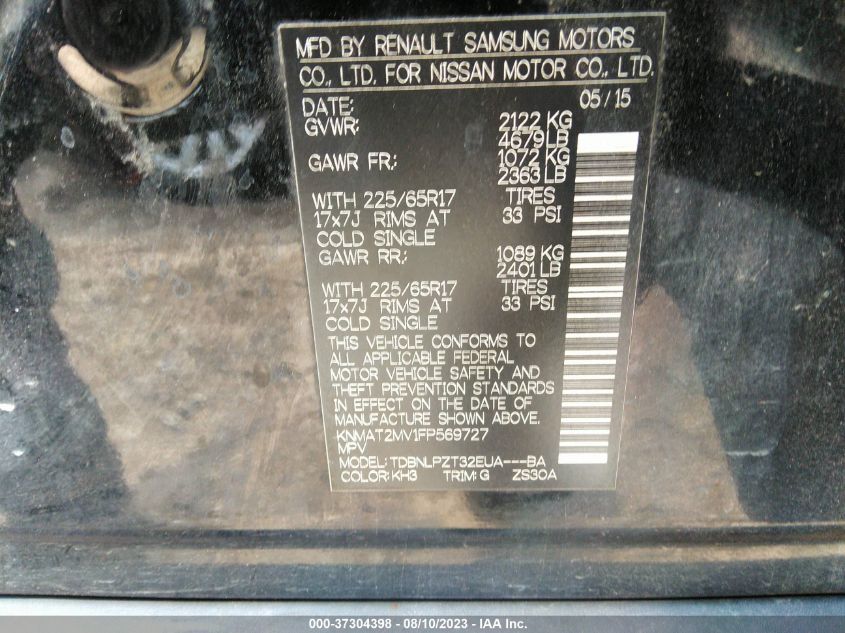 MFD BY RENAULT SAMSUNG MOTORS
CO., LTD. FOR NISSAN MOTOR CO., LTD.
DATE: 05/15
GVWR: 2122 KG
4679 LB
GAWR FR: 1072 KG
2363 LB
WITH 225/65R17 TIRES
17x7J RIMS AT 33 PSI
COLD SINGLE
GAWR RR: 1089 KG
2401 LB
WITH 225/65R17 TIRES
17x7J RIMS AT 33 PSI
COLD SINGLE
THIS VEHICLE CONFORMS TO
ALL APPLICABLE FEDERAL
MOTOR VEHICLE SAFETY AND
THEFT PREVENTION STANDARDS
IN EFFECT ON THE DATE OF
MANUFACTURE SHOWN ABOVE.
KNMAT2MV1FP569727
MPV
MODEL: TDBNLPZT32EUA---BA
COLOR: KH3 TRIM: G ZS30A
000-37304398 - 08/10/2023 - IAA Inc.